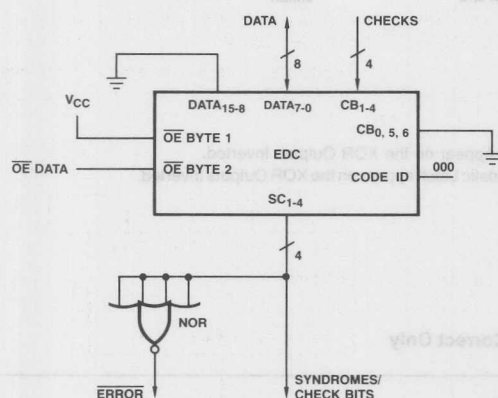 DATA
CHECKS
8
4
DATA15-8
DATA7-0
CB1-4
VCC
OE BYTE 1
CB0, 5, 6
EDC
OE DATA
OE BYTE 2
CODE ID
000
SC1-4
4
NOR
ERROR
SYNDROMES/
CHECK BITS